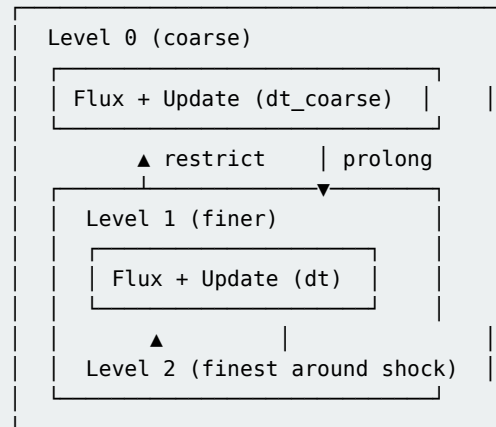 Level 0 (coarse)
Flux + Update (dt_coarse)
▲ restrict │ prolong
▼
Level 1 (finer)
Flux + Update (dt)
▲ │
Level 2 (finest around shock)